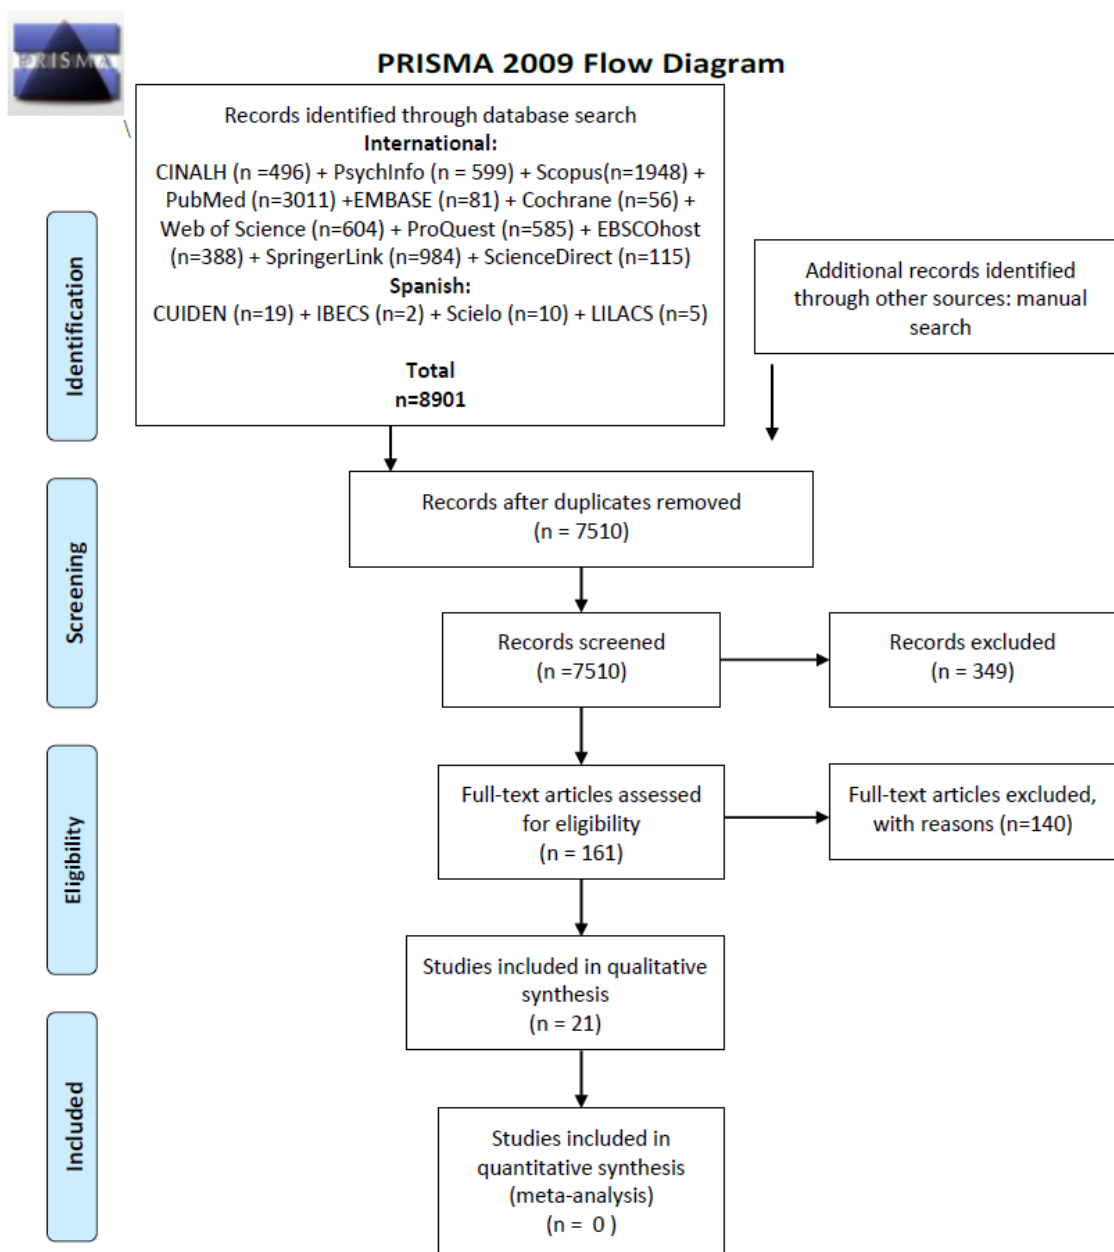 PRISMA
PRISMA 2009 Flow Diagram
\
Records identified through database search
International:
CINALH (n =496) + PsychInfo (n = 599) + Scopus(n=1948) +
PubMed (n=3011) +EMBASE (n=81) + Cochrane (n=56) +
Web of Science (n=604) + ProQuest (n=585) + EBSCOhost
(n=388) + SpringerLink (n=984) + ScienceDirect (n=115)
Spanish:
CUIDEN (n=19) + IBECS (n=2) + Scielo (n=10) + LILACS (n=5)
Total
n=8901
Additional records identified
through other sources: manual
search
Identification
Records after duplicates removed
(n = 7510)
Screening
Records screened
(n =7510)
Records excluded
(n = 349)
Eligibility
Full-text articles assessed
for eligibility
(n = 161)
Full-text articles excluded,
with reasons (n=140)
Studies included in qualitative
synthesis
(n = 21)
Included
Studies included in
quantitative synthesis
(meta-analysis)
(n =  0 )